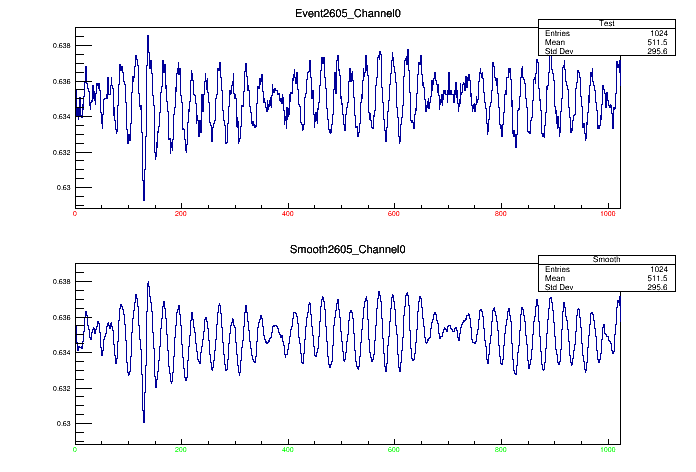 Event2605_Channel0
Test
Entries 1024
Mean 511.5
Std Dev 295.6
0.638
0.636
0.634
0.632
0.63
0 200 400 600 800 1000
Smooth2605_Channel0
Smooth
Entries 1024
Mean 511.5
Std Dev 295.6
0.638
0.636
0.634
0.632
0.63
0 200 400 600 800 1000